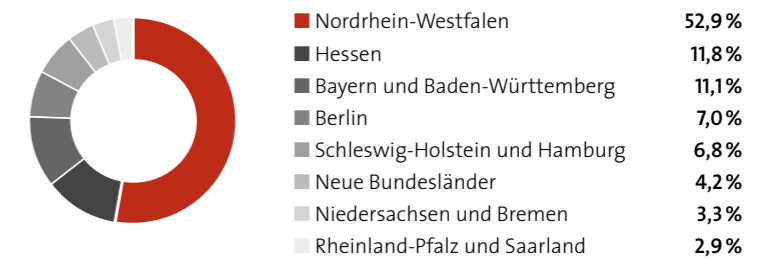 Nordrhein-Westfalen 52,9 %
Hessen 11,8 %
Bayern und Baden-Württemberg 11,1 %
Berlin 7,0 %
Schleswig-Holstein und Hamburg 6,8 %
Neue Bundesländer 4,2 %
Niedersachsen und Bremen 3,3 %
Rheinland-Pfalz und Saarland 2,9 %